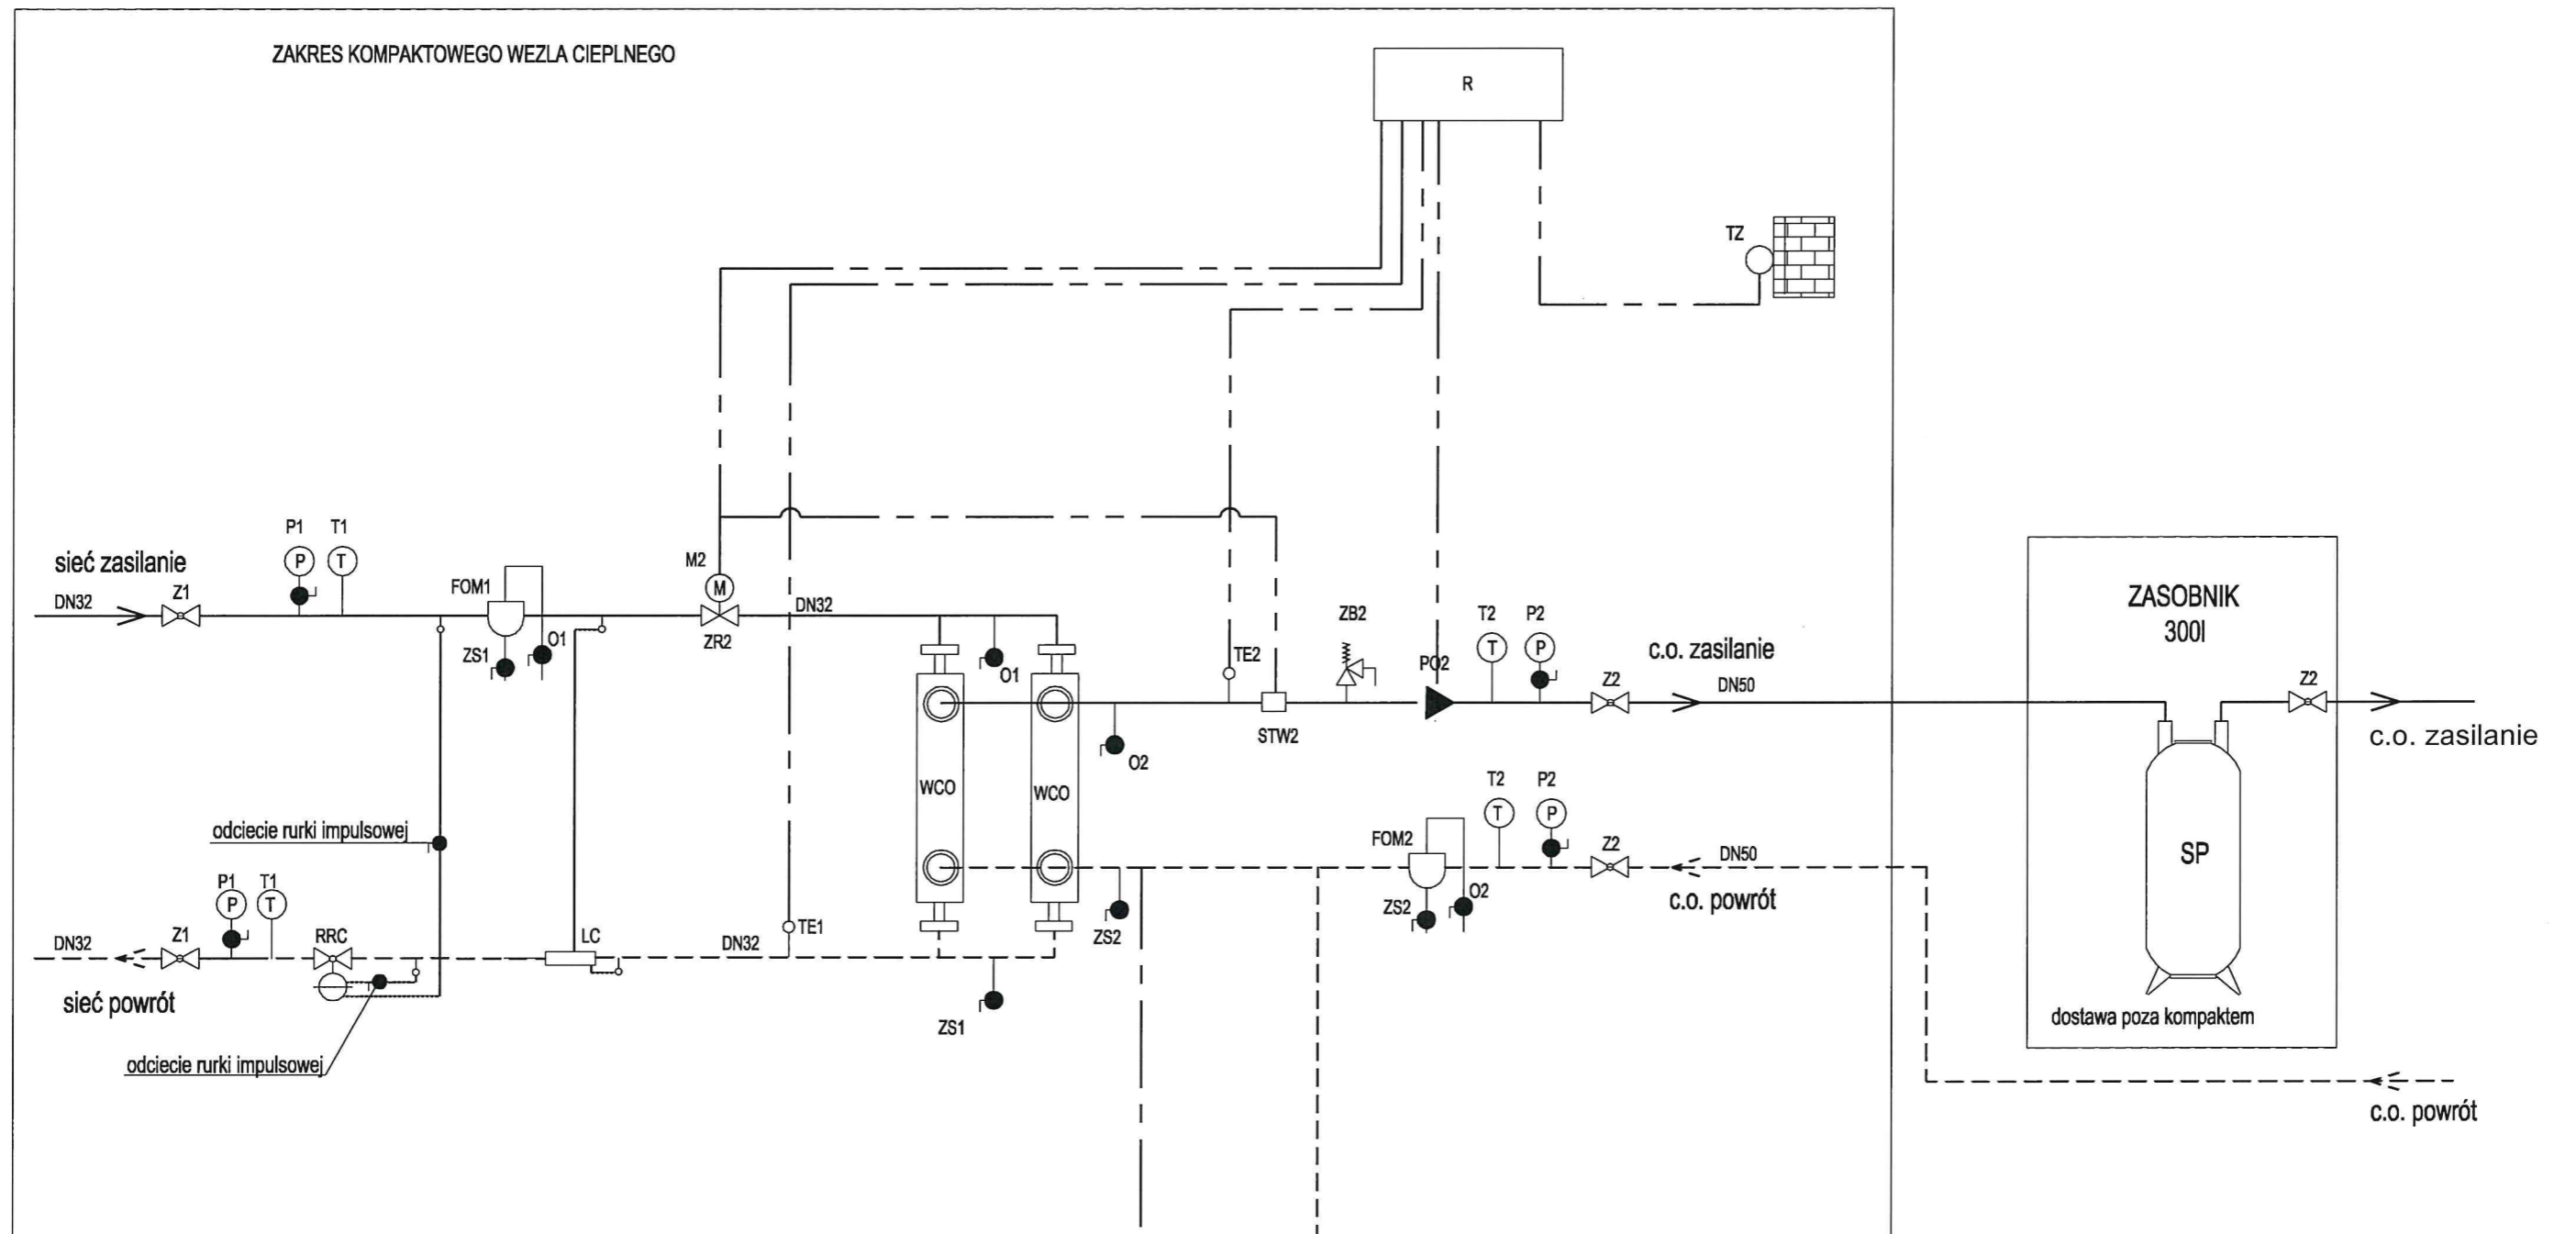 ZAKRES KOMPAKTOWEGO WEZLA CIEPLNEGO
R
TZ
P1
T1
sieć zasilanie
Z1
P
T
FOM1
M2
M
DN32
DN32
ZR2
ZS1
O1
O1
TE2
ZB2
PO2
T2
P2
T
P
c.o. zasilanie
Z2
DN50
STW2
O2
ZASOBNIK
300l
Z2
c.o. zasilanie
WCO
WCO
odciecie rurki impulsowej
T2
P2
T
P
FOM2
Z2
DN50
c.o. powrót
ZS2
O2
SP
P1
T1
P
T
DN32
Z1
RRC
LC
DN32
TE1
ZS2
sieć powrót
ZS1
dostawa poza kompaktem
odciecie rurki impulsowej
c.o. powrót